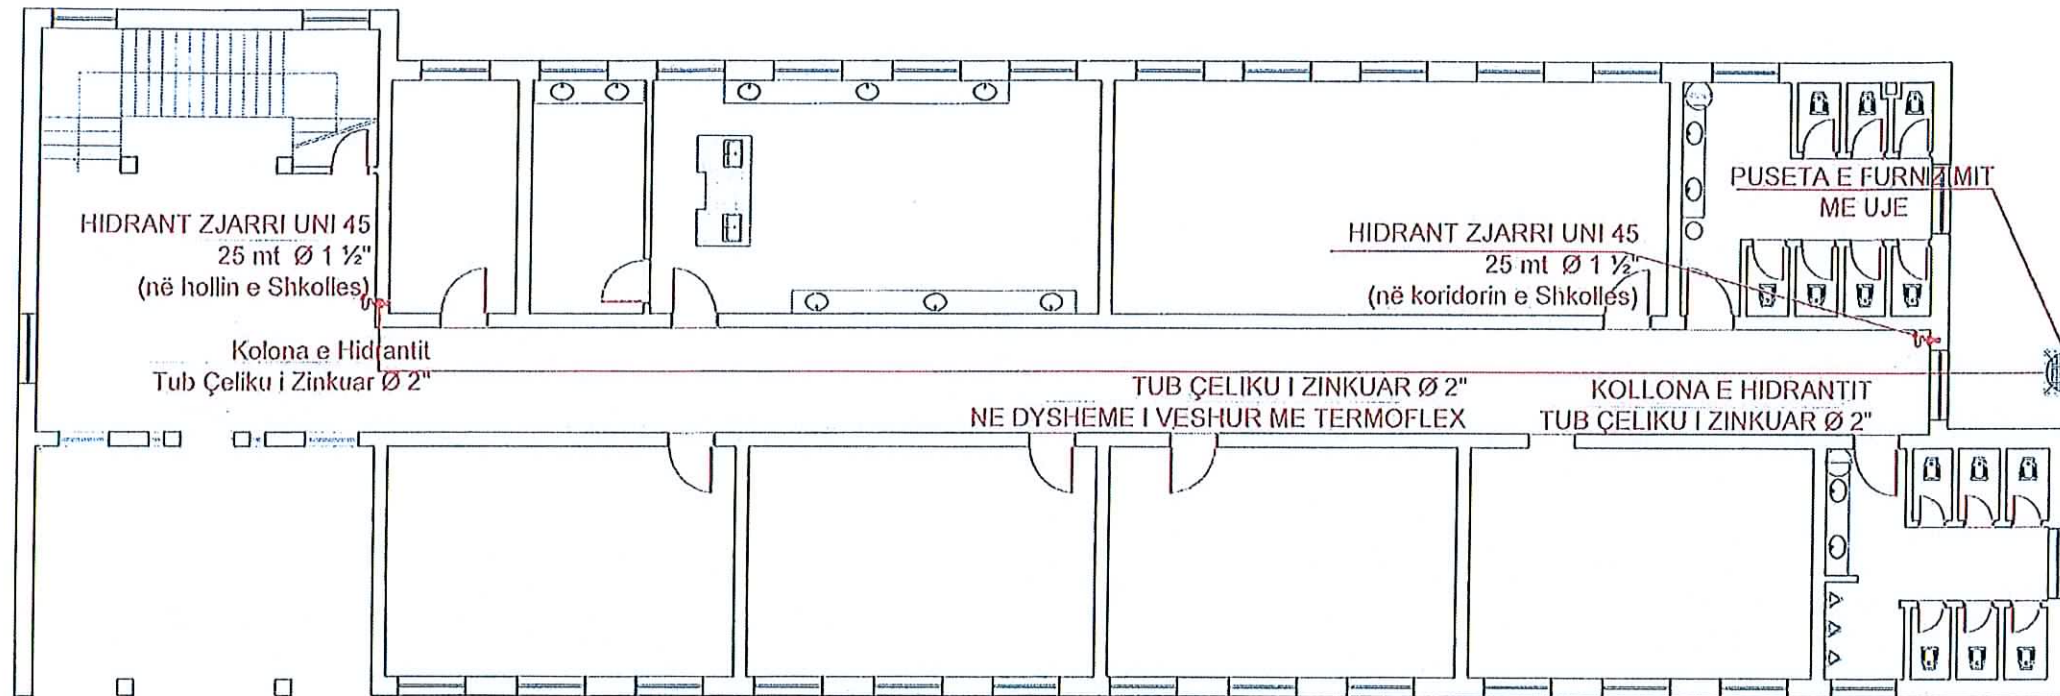 PUSETA E FURNIZIMIT
ME UJE
HIDRANT ZJARRI UNI 45
25 mt Ø 1 ½"
(në hollin e Shkolles)
HIDRANT ZJARRI UNI 45
25 mt Ø 1 ½"
(në koridorin e Shkolles)
Kolona e Hidrantit
Tub Çeliku i Zinkuar Ø 2"
TUB ÇELIKU I ZINKUAR Ø 2"
NE DYSHEME I VESHUR ME TERMOFLEX
KOLLONA E HIDRANTIT
TUB ÇELIKU I ZINKUAR Ø 2"